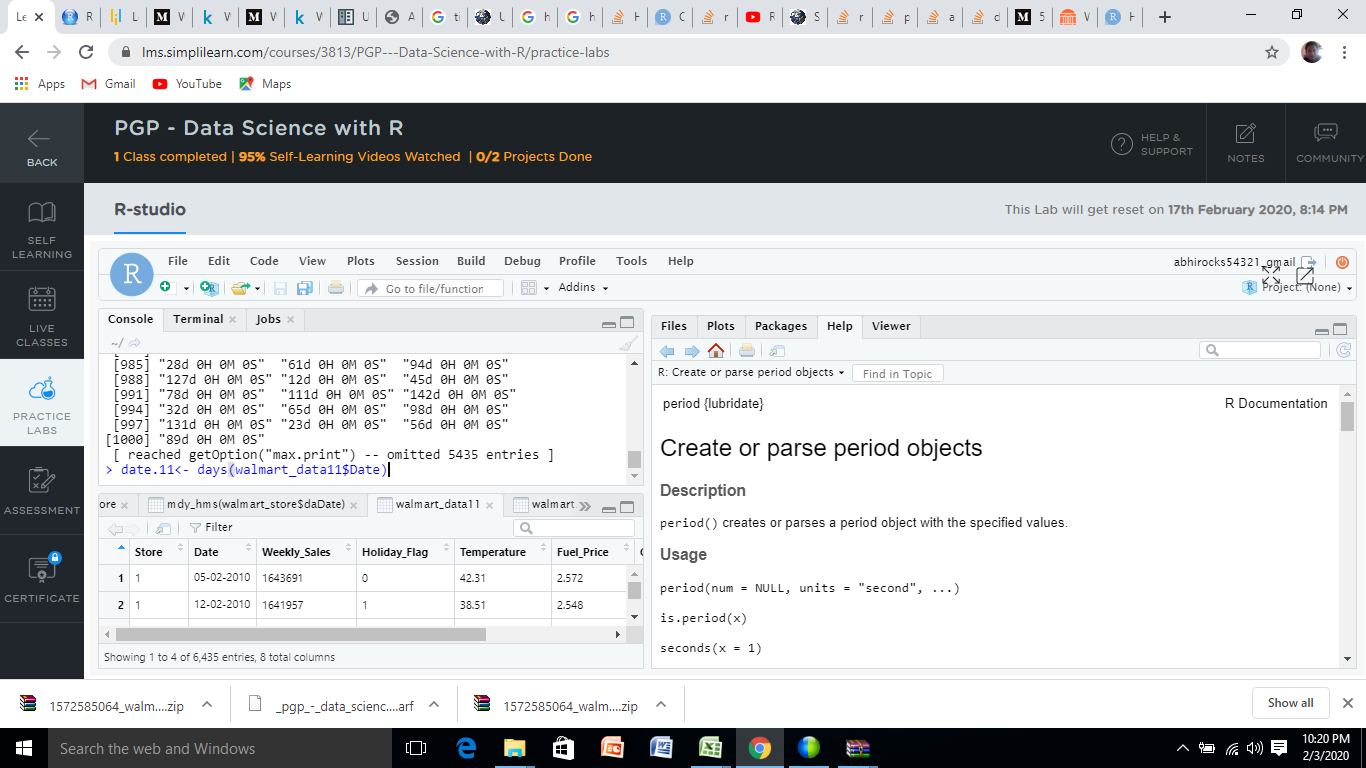 Le
R
Li
W
k W
W
k W
U
A
ti
U
h
h
H
C
r
R
S
r
p
a
d
5
W
H
lms.simplilearn.com/courses/3813/PGP---Data-Science-with-R/practice-labs
Apps Gmail YouTube Maps
BACK
PGP - Data Science with R
1 Class completed | 95% Self-Learning Videos Watched | 0/2 Projects Done
HELP & SUPPORT
NOTES
COMMUNITY
SELF LEARNING
LIVE CLASSES
PRACTICE LABS
ASSESSMENT
CERTIFICATE
R-studio
This Lab will get reset on 17th February 2020, 8:14 PM
R
File Edit Code View Plots Session Build Debug Profile Tools Help
abhirocks54321_gmail
Go to file/function
Addins
Project: (None)
Console Terminal Jobs
~/
[985] "28d 0H 0M 0S" "61d 0H 0M 0S" "94d 0H 0M 0S"
[988] "127d 0H 0M 0S" "12d 0H 0M 0S" "45d 0H 0M 0S"
[991] "78d 0H 0M 0S" "111d 0H 0M 0S" "142d 0H 0M 0S"
[994] "32d 0H 0M 0S" "65d 0H 0M 0S" "98d 0H 0M 0S"
[997] "131d 0H 0M 0S" "23d 0H 0M 0S" "56d 0H 0M 0S"
[1000] "89d 0H 0M 0S"
[ reached getOption("max.print") -- omitted 5435 entries ]
> date.11<- days(walmart_data11$Date)
ore mdy_hms(walmart_store$daDate) walmart_data11 walmart
Filter
Store Date Weekly_Sales Holiday_Flag Temperature Fuel_Price
1 1 05-02-2010 1643691 0 42.31 2.572
2 1 12-02-2010 1641957 1 38.51 2.548
Showing 1 to 4 of 6,435 entries, 8 total columns
Files Plots Packages Help Viewer
R: Create or parse period objects
Find in Topic
period {lubridate} R Documentation
Create or parse period objects
Description
period() creates or parses a period object with the specified values.
Usage
period(num = NULL, units = "second", ...)
is.period(x)
seconds(x = 1)
1572585064_walm....zip
_pgp_-_data_scienc....arf
1572585064_walm....zip
Show all
Search the web and Windows
10:20 PM
2/3/2020